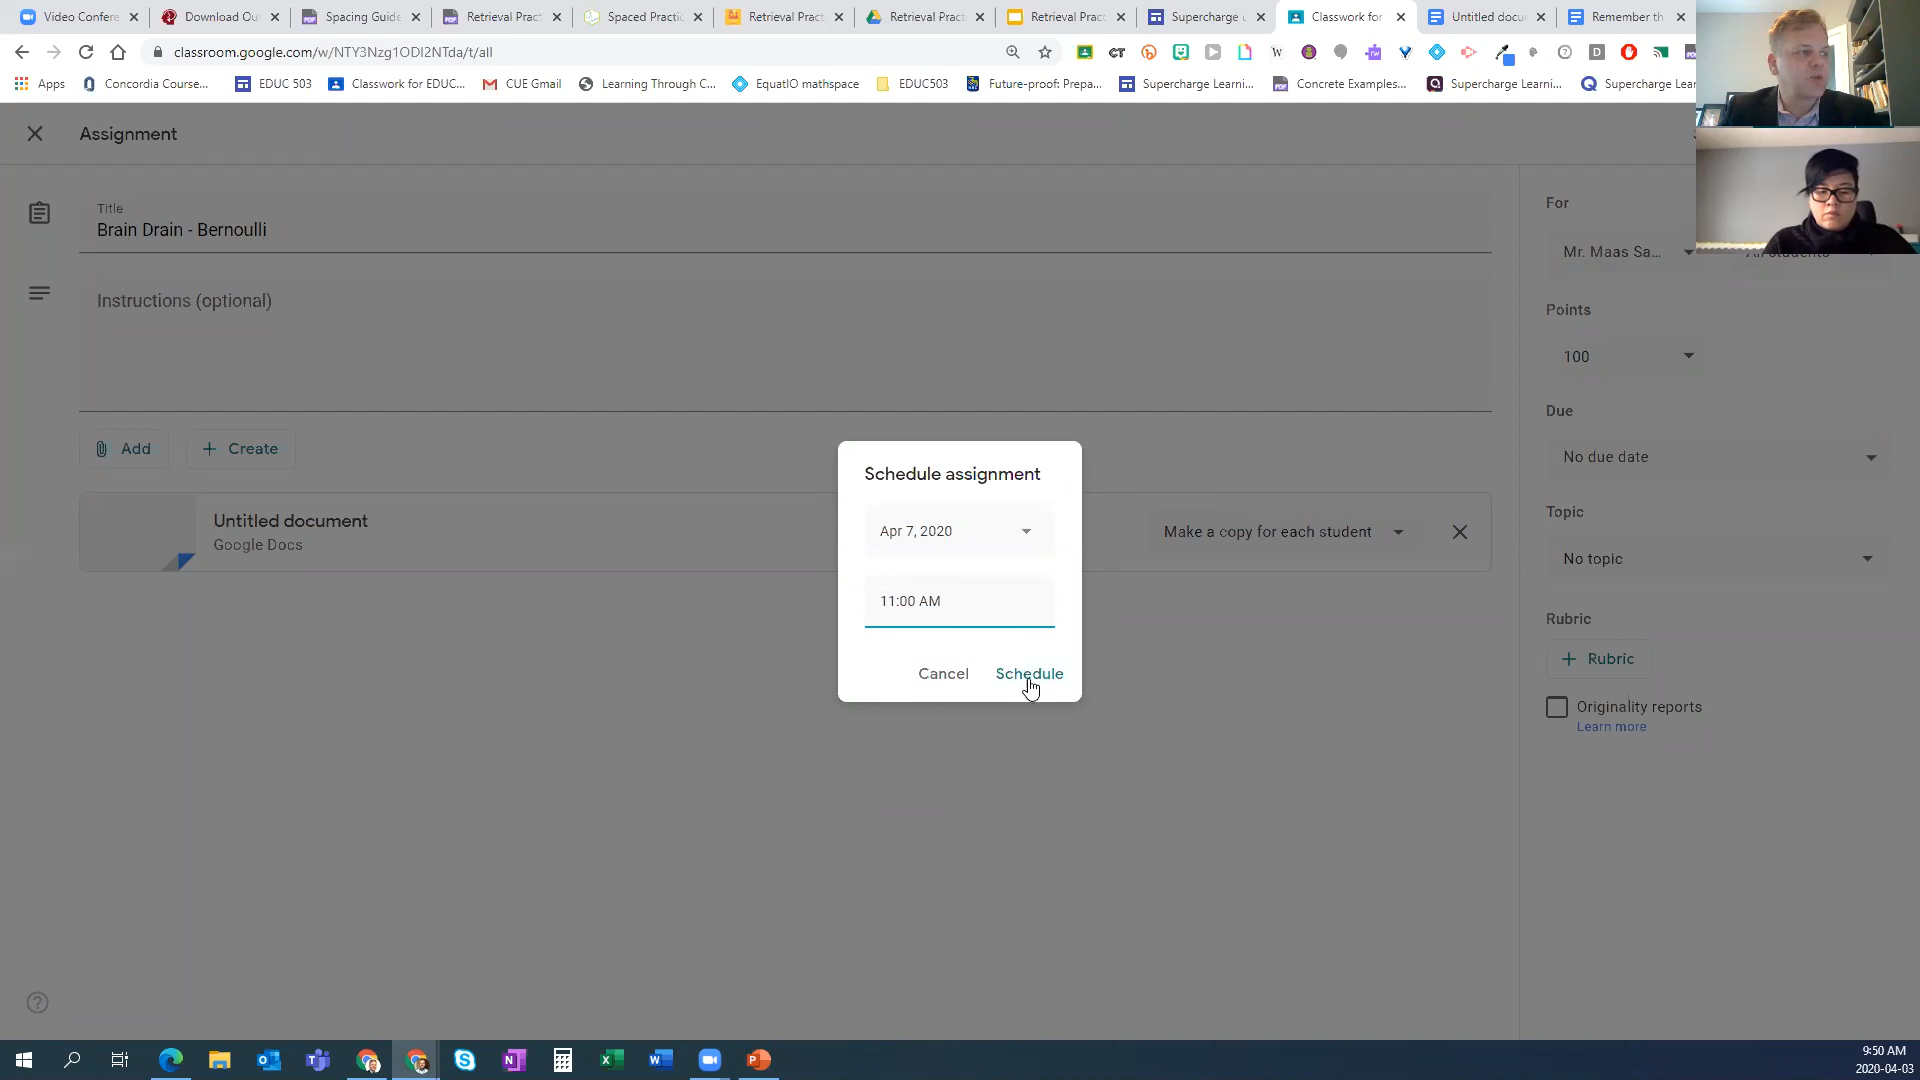 Video Confere
Download Ou
Spacing Guide
Retrieval Pract
Spaced Practic
Retrieval Pract
Retrieval Pract
Retrieval Prac
Supercharge
Classwork for
Untitled docu
Remember th
classroom.google.com/w/NTY3Nzg1ODI2NTda/t/all
Apps
Concordia Course...
EDUC 503
Classwork for EDUC...
CUE Gmail
Learning Through C...
EquatIO mathspace
EDUC503
Future-proof: Prepa...
Supercharge Learni...
Concrete Examples...
Supercharge Learni...
Supercharge Learni
Assignment
Title
Brain Drain - Bernoulli
Instructions (optional)
Add
Create
Untitled document
Google Docs
Make a copy for each student
Schedule assignment
Apr 7, 2020
11:00 AM
Cancel
Schedule
For
Mr. Maas Sa...
All students
Points
100
Due
No due date
Topic
No topic
Rubric
Rubric
Originality reports
Learn more
9:50 AM
2020-04-03